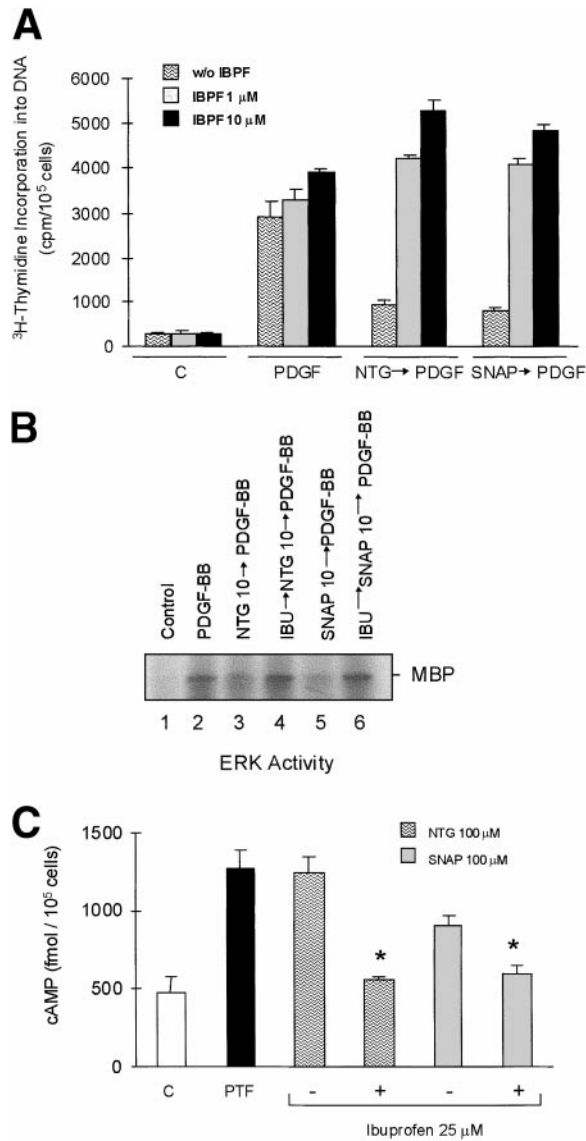 A
w/o IBPF
IBPF 1 μM
IBPF 10 μM
³H-Thymidine Incorporation into DNA
(cpm/10⁵ cells)
6000
5000
4000
3000
2000
1000
0
C
PDGF
NTG→ PDGF
SNAP→ PDGF
B
Control
PDGF-BB
NTG 10→ PDGF-BB
IBU→NTG 10→PDGF-BB
SNAP 10→PDGF-BB
IBU→SNAP 10→ PDGF-BB
MBP
1 2 3 4 5 6
ERK Activity
C
cAMP (fmol / 10⁵ cells)
1500
1000
500
0
NTG 100 μM
SNAP 100 μM
*
*
C
PTF
- + - +
Ibuprofen 25 μM